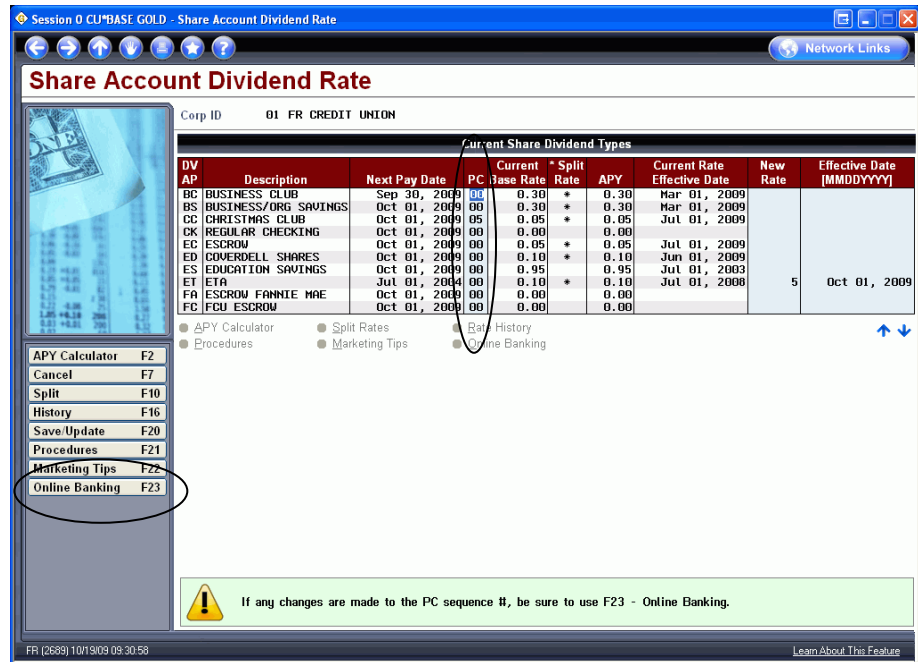 Session 0 CU*BASE GOLD - Share Account Dividend Rate
Network Links
Share Account Dividend Rate
Corp ID 01 FR CREDIT UNION
Current Share Dividend Types
DV AP Description Next Pay Date PC Current Base Rate * Split Rate APY Current Rate Effective Date New Rate Effective Date [MMDDYYYY]
BC BUSINESS CLUB Sep 30, 2009 00 0.30 * 0.30 Mar 01, 2009
BS BUSINESS/ORG SAVINGS Oct 01, 2009 00 0.30 * 0.30 Mar 01, 2009
CC CHRISTMAS CLUB Oct 01, 2009 05 0.05 * 0.05 Jul 01, 2009
CK REGULAR CHECKING Oct 01, 2009 00 0.00 0.00
EC ESCROW Oct 01, 2009 00 0.05 * 0.05 Jul 01, 2009
ED COVERDELL SHARES Oct 01, 2009 00 0.10 * 0.10 Jun 01, 2009
ES EDUCATION SAVINGS Oct 01, 2009 00 0.95 0.95 Jul 01, 2003
ET ETA Jul 01, 2004 00 0.10 * 0.10 Jul 01, 2008 5 Oct 01, 2009
FA ESCROW FANNIE MAE Oct 01, 2009 00 0.00 0.00
FC FCU ESCROW Oct 01, 2009 00 0.00 0.00
APY Calculator Split Rates Rate History
Procedures Marketing Tips Online Banking
APY Calculator F2
Cancel F7
Split F10
History F16
Save/Update F20
Procedures F21
Marketing Tips F22
Online Banking F23
If any changes are made to the PC sequence #, be sure to use F23 - Online Banking.
FR (2689) 10/19/09 09:30:58
Learn About This Feature